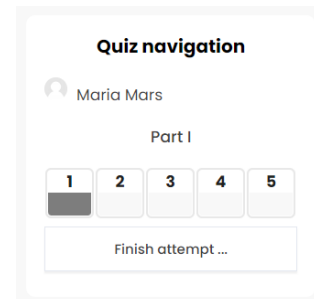 Quiz navigation
Maria Mars
Part I
1 2 3 4 5
Finish attempt ...